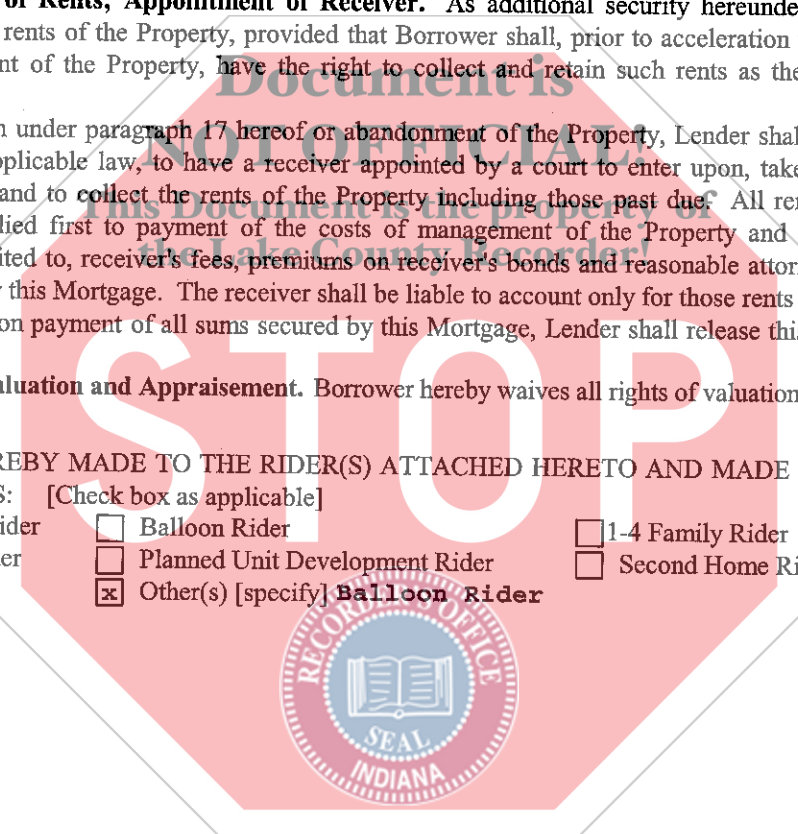 of Rents; Appointment of Receiver. As additional security hereunde
rents of the Property, provided that Borrower shall, prior to acceleration
nt of the Property, have the right to collect and retain such rents as the
Document is
n under paragraph 17 hereof or abandonment of the Property, Lender shal
NOT OFFICIAL!
plicable law, to have a receiver appointed by a court to enter upon, take
and to collect the rents of the Property including those past due. All re
This Document is the property of
lied first to payment of the costs of management of the Property and
the Lake County Recorder!
ited to, receiver's fees, premiums on receiver's bonds and reasonable attor
this Mortgage. The receiver shall be liable to account only for those rents
on payment of all sums secured by this Mortgage, Lender shall release thi
STOP
aluation and Appraisement. Borrower hereby waives all rights of valuation
REBY MADE TO THE RIDER(S) ATTACHED HERETO AND MADE
S: [Check box as applicable]
ider Balloon Rider 1-4 Family Rider
er Planned Unit Development Rider Second Home Ri
x Other(s) [specify] Balloon Rider
RECORDER'S OFFICE
SEAL
INDIANA